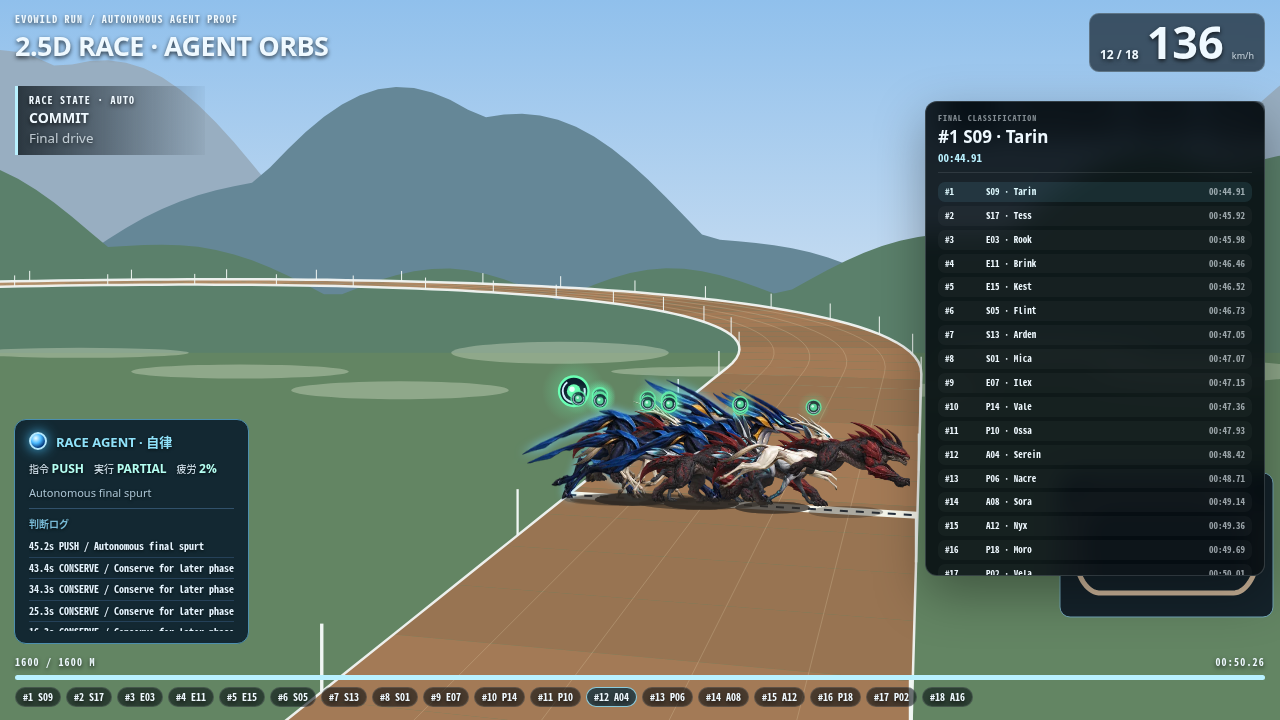 EVOWILD RUN / AUTONOMOUS AGENT PROOF
2.5D RACE · AGENT ORBS
12 / 18 136 km/h
RACE STATE · AUTO
COMMIT
Final drive
FINAL CLASSIFICATION
#1 S09 · Tarin
00:44.91
#1 S09 · Tarin 00:44.91
#2 S17 · Tess 00:45.92
#3 E03 · Rook 00:45.98
#4 E11 · Brink 00:46.46
#5 E15 · Kest 00:46.52
#6 S05 · Flint 00:46.73
#7 S13 · Arden 00:47.05
#8 S01 · Mica 00:47.07
#9 E07 · Ilex 00:47.15
#10 P14 · Vale 00:47.36
#11 P10 · Ossa 00:47.93
#12 A04 · Serein 00:48.42
#13 P06 · Nacre 00:48.71
#14 A08 · Sora 00:49.14
#15 A12 · Nyx 00:49.36
#16 P18 · Moro 00:49.69
#17 P02 · Vela 00:50.01
RACE AGENT · 自律
指令 PUSH 実行 PARTIAL 疲労 2%
Autonomous final spurt
判断ログ
45.2s PUSH / Autonomous final spurt
43.4s CONSERVE / Conserve for later phase
34.3s CONSERVE / Conserve for later phase
25.3s CONSERVE / Conserve for later phase
CONSERVE / Conserve for later phase
1600 / 1600 M
00:50.26
#1 S09 #2 S17 #3 E03 #4 E11 #5 E15 #6 S05 #7 S13 #8 S01 #9 E07 #10 P14 #11 P10 #12 A04 #13 P06 #14 A08 #15 A12 #16 P18 #17 P02 #18 A16